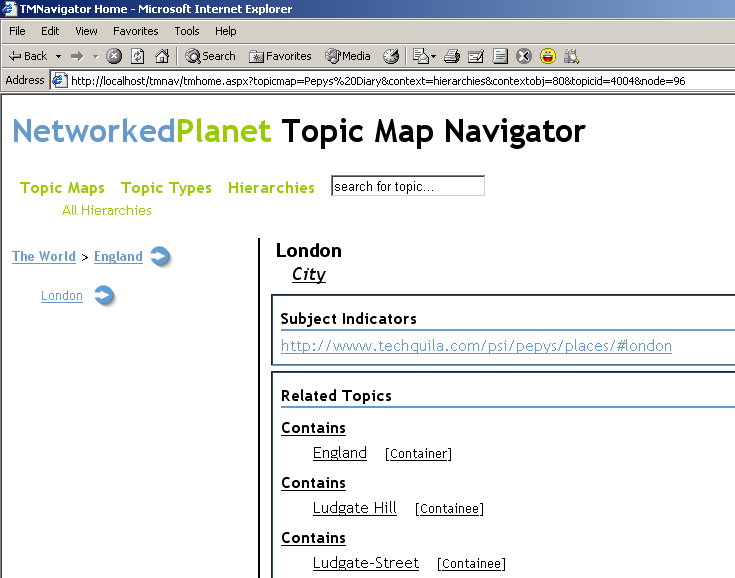 TMNavigator Home - Microsoft Internet Explorer
File Edit View Favorites Tools Help
Back Search Favorites Media
Address http://localhost/tmnav/tmhome.aspx?topicmap=Pepys%20Diary&context=hierarchies&contextobj=80&topicid=4004&node=96
NetworkedPlanet Topic Map Navigator
Topic Maps Topic Types Hierarchies search for topic...
All Hierarchies
The World > England
London
London
City
Subject Indicators
http://www.techquila.com/psi/pepys/places/#london
Related Topics
Contains
England [Container]
Contains
Ludgate Hill [Containee]
Contains
Ludgate-Street [Containee]